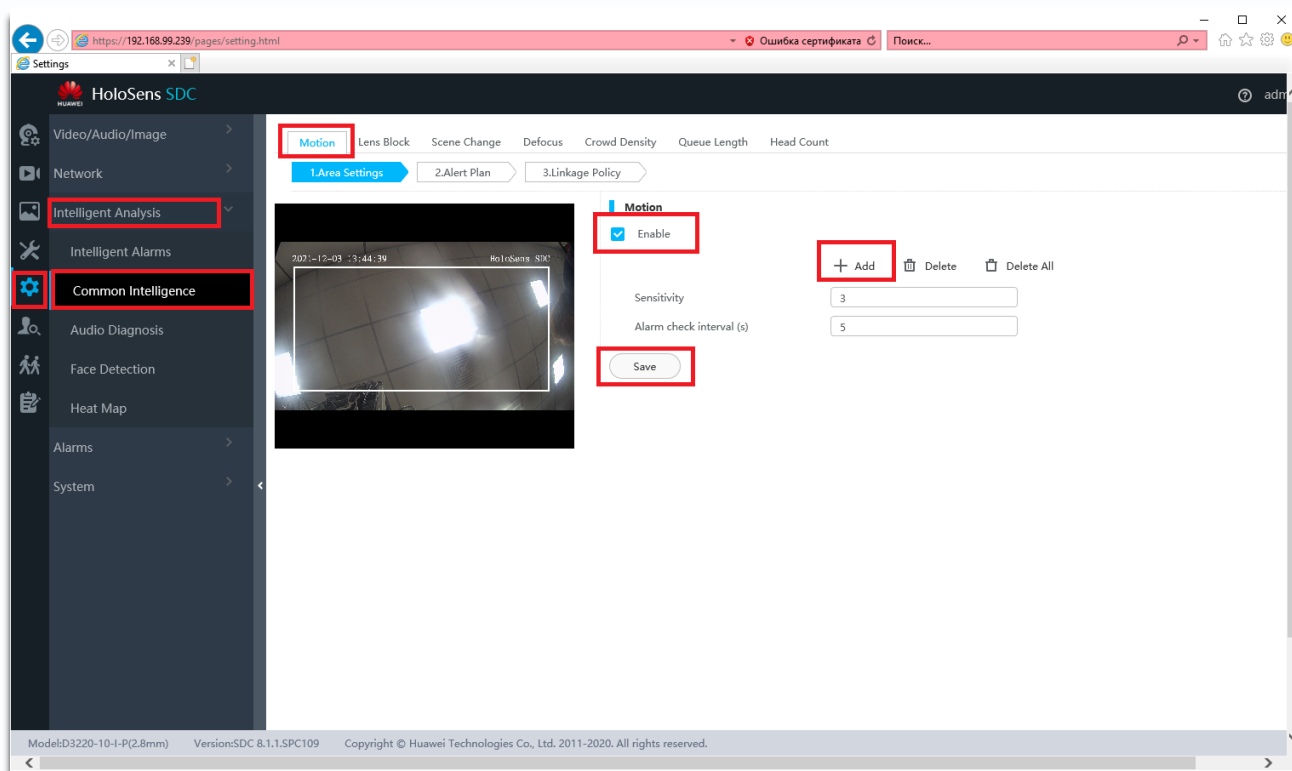 https://192.168.99.239/pages/setting.html
Ошибка сертификата
Поиск...
Settings
HUAWEI
HoloSens SDC
Video/Audio/Image
Network
Intelligent Analysis
Intelligent Alarms
Common Intelligence
Audio Diagnosis
Face Detection
Heat Map
Alarms
System
Motion Lens Block Scene Change Defocus Crowd Density Queue Length Head Count
1.Area Settings 2.Alert Plan 3.Linkage Policy
2021-12-03 13:44:39 HoloSens SDC
Motion
Enable
Add Delete Delete All
Sensitivity 3
Alarm check interval (s) 5
Save
Model:D3220-10-I-P(2.8mm) Version:SDC 8.1.1.SPC109 Copyright © Huawei Technologies Co., Ltd. 2011-2020. All rights reserved.